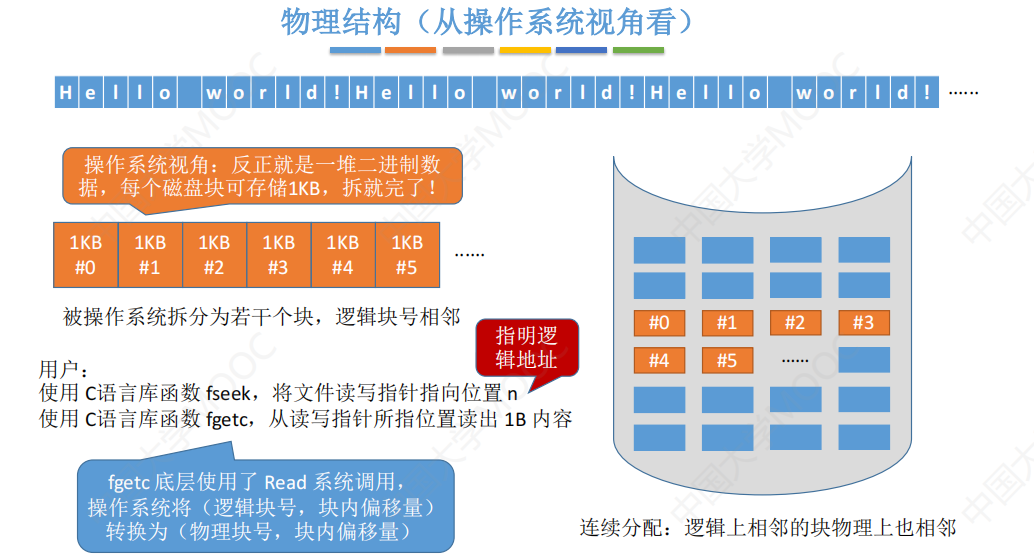 物理结构（从操作系统视角看）
Hello world!Hello world!Hello world! ······
操作系统视角：反正就是一堆二进制数
据，每个磁盘块可存储1KB，拆就完了！
1KB 1KB 1KB 1KB 1KB 1KB
#0 #1 #2 #3 #4 #5 ······
被操作系统拆分为若干个块，逻辑块号相邻
指明逻
辑地址
用户：
使用 C语言库函数 fseek，将文件读写指针指向位置 n
使用 C语言库函数 fgetc，从读写指针所指位置读出 1B 内容
fgetc 底层使用了 Read 系统调用，
操作系统将（逻辑块号，块内偏移量）
转换为（物理块号，块内偏移量）
#0 #1 #2 #3
#4 #5 ······
连续分配：逻辑上相邻的块物理上也相邻
中国大学MOOC